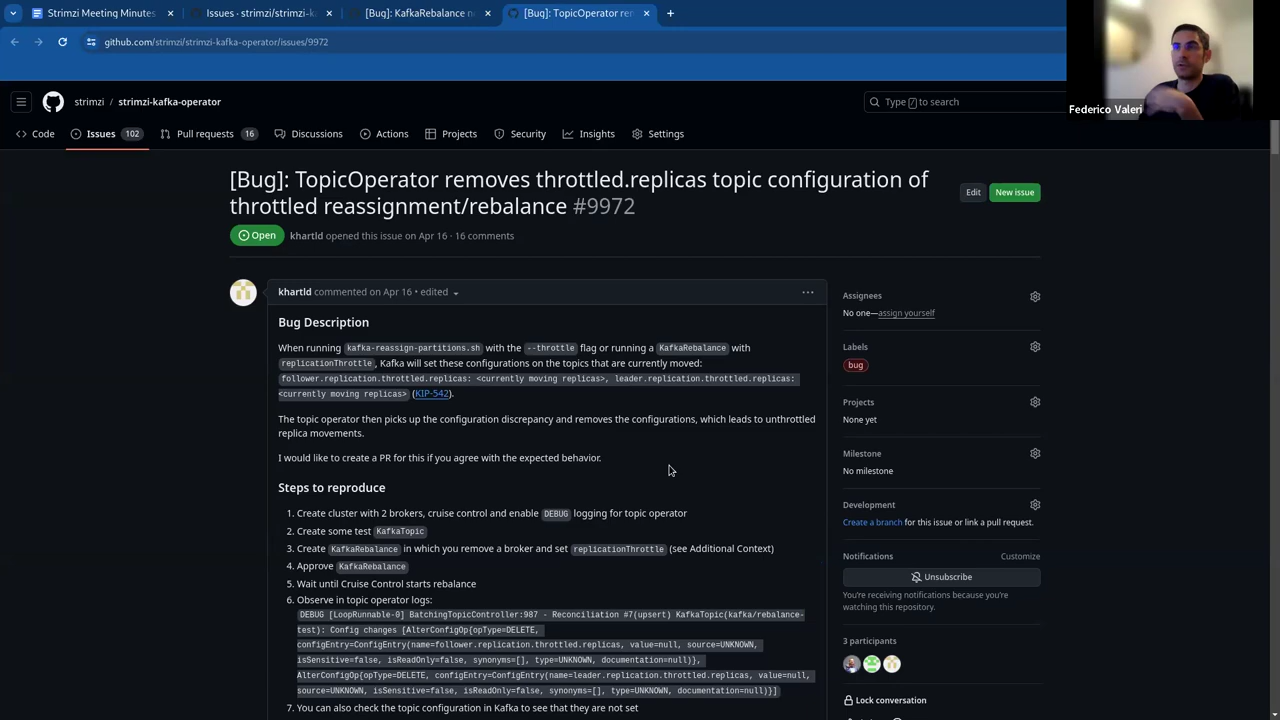 Strimzi Meeting Minutes
Issues · strimzi/strimzi-ka
[Bug]: KafkaRebalance n
[Bug]: TopicOperator rem
github.com/strimzi/strimzi-kafka-operator/issues/9972
Federico Valeri
strimzi / strimzi-kafka-operator
Type / to search
Code
Issues 102
Pull requests 16
Discussions
Actions
Projects
Security
Insights
Settings
[Bug]: TopicOperator removes throttled.replicas topic configuration of
throttled reassignment/rebalance #9972
Edit
New issue
Open
khartld opened this issue on Apr 16 · 16 comments
khartld commented on Apr 16 • edited
Bug Description
When running kafka-reassign-partitions.sh with the --throttle flag or running a KafkaRebalance with
replicationThrottle, Kafka will set these configurations on the topics that are currently moved:
follower.replication.throttled.replicas: <currently moving replicas>, leader.replication.throttled.replicas:
<currently moving replicas> (KIP-542).
The topic operator then picks up the configuration discrepancy and removes the configurations, which leads to unthrottled
replica movements.
I would like to create a PR for this if you agree with the expected behavior.
Steps to reproduce
1. Create cluster with 2 brokers, cruise control and enable DEBUG logging for topic operator
2. Create some test KafkaTopic
3. Create KafkaRebalance in which you remove a broker and set replicationThrottle (see Additional Context)
4. Approve KafkaRebalance
5. Wait until Cruise Control starts rebalance
6. Observe in topic operator logs:
DEBUG [LoopRunnable-0] BatchingTopicController:987 - Reconciliation #7(upsert) KafkaTopic(kafka/rebalance-
test): Config changes [AlterConfigOp{opType=DELETE,
configEntry=ConfigEntry(name=follower.replication.throttled.replicas, value=null, source=UNKNOWN,
isSensitive=false, isReadOnly=false, synonyms=[], type=UNKNOWN, documentation=null)},
AlterConfigOp{opType=DELETE, configEntry=ConfigEntry(name=leader.replication.throttled.replicas, value=null,
source=UNKNOWN, isSensitive=false, isReadOnly=false, synonyms=[], type=UNKNOWN, documentation=null)}]
7. You can also check the topic configuration in Kafka to see that they are not set
Assignees
No one—assign yourself
Labels
bug
Projects
None yet
Milestone
No milestone
Development
Create a branch for this issue or link a pull request.
Notifications
Customize
Unsubscribe
You're receiving notifications because you're
watching this repository.
3 participants
Lock conversation